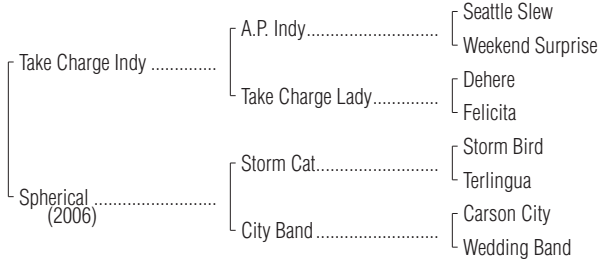 Seattle Slew
A.P. Indy..............................
Weekend Surprise
Take Charge Indy ...............
Dehere
Take Charge Lady...............
Felicita
Storm Bird
Storm Cat............................
Terlingua
Spherical ............................
(2006)
Carson City
City Band ............................
Wedding Band